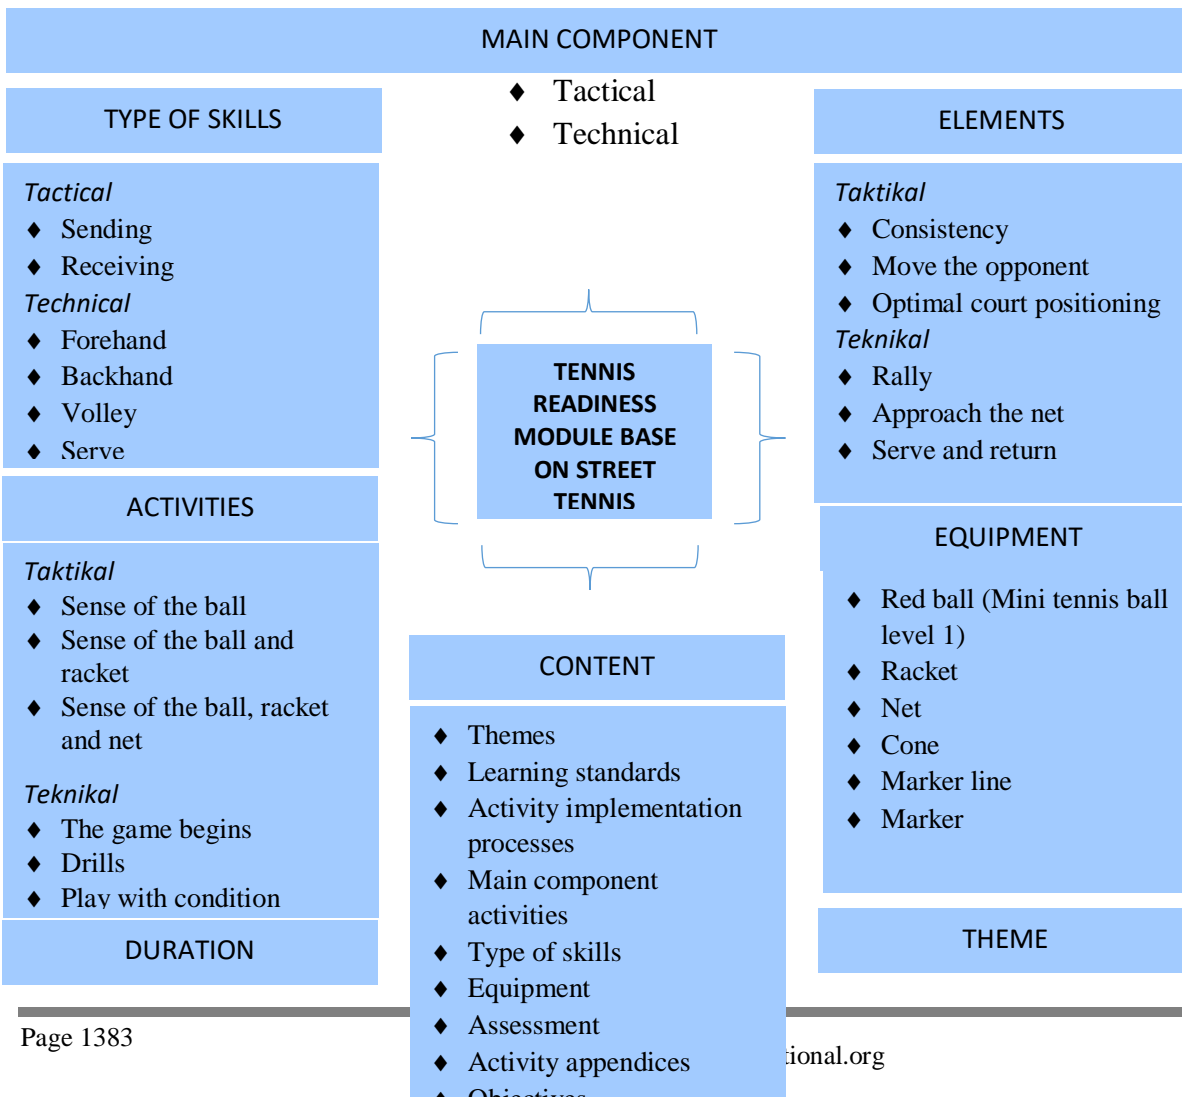 MAIN COMPONENT
♦ Tactical
♦ Technical
TYPE OF SKILLS
Tactical
♦ Sending
♦ Receiving
Technical
♦ Forehand
♦ Backhand
♦ Volley
♦ Serve
ELEMENTS
Taktikal
♦ Consistency
♦ Move the opponent
♦ Optimal court positioning
Teknikal
♦ Rally
♦ Approach the net
♦ Serve and return
TENNIS
READINESS
MODULE BASE
ON STREET
TENNIS
ACTIVITIES
Taktikal
♦ Sense of the ball
♦ Sense of the ball and
racket
♦ Sense of the ball, racket
and net
Teknikal
♦ The game begins
♦ Drills
♦ Play with condition
EQUIPMENT
♦ Red ball (Mini tennis ball
level 1)
♦ Racket
♦ Net
♦ Cone
♦ Marker line
♦ Marker
CONTENT
♦ Themes
♦ Learning standards
♦ Activity implementation
processes
♦ Main component
activities
♦ Type of skills
♦ Equipment
♦ Assessment
♦ Activity appendices
♦ Objectives
DURATION
THEME
Page 1383
tional.org